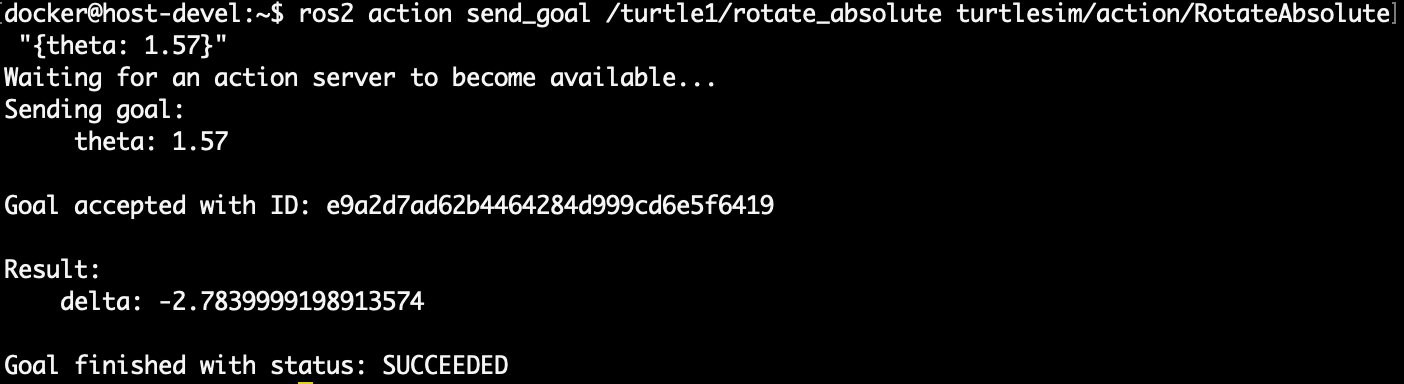 [docker@host-devel:~$ ros2 action send_goal /turtle1/rotate_absolute turtlesim/action/RotateAbsolute]
"{theta: 1.57}"
Waiting for an action server to become available...
Sending goal:
theta: 1.57
Goal accepted with ID: e9a2d7ad62b4464284d999cd6e5f6419
Result:
delta: -2.7839999198913574
Goal finished with status: SUCCEEDED